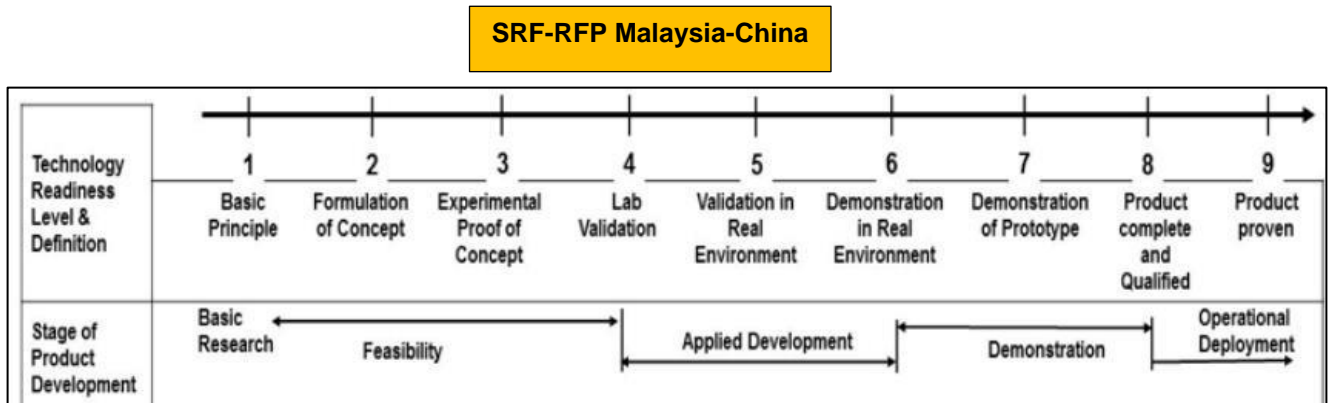 SRF-RFP Malaysia-China
Technology
Readiness
Level &
Definition
1 2 3 4 5 6 7 8 9
Basic
Principle
Formulation
of Concept
Experimental
Proof of
Concept
Lab
Validation
Validation in
Real
Environment
Demonstration
in Real
Environment
Demonstration
of Prototype
Product
complete
and
Qualified
Product
proven
Stage of
Product
Development
Basic
Research
Feasibility
Applied Development
Demonstration
Operational
Deployment